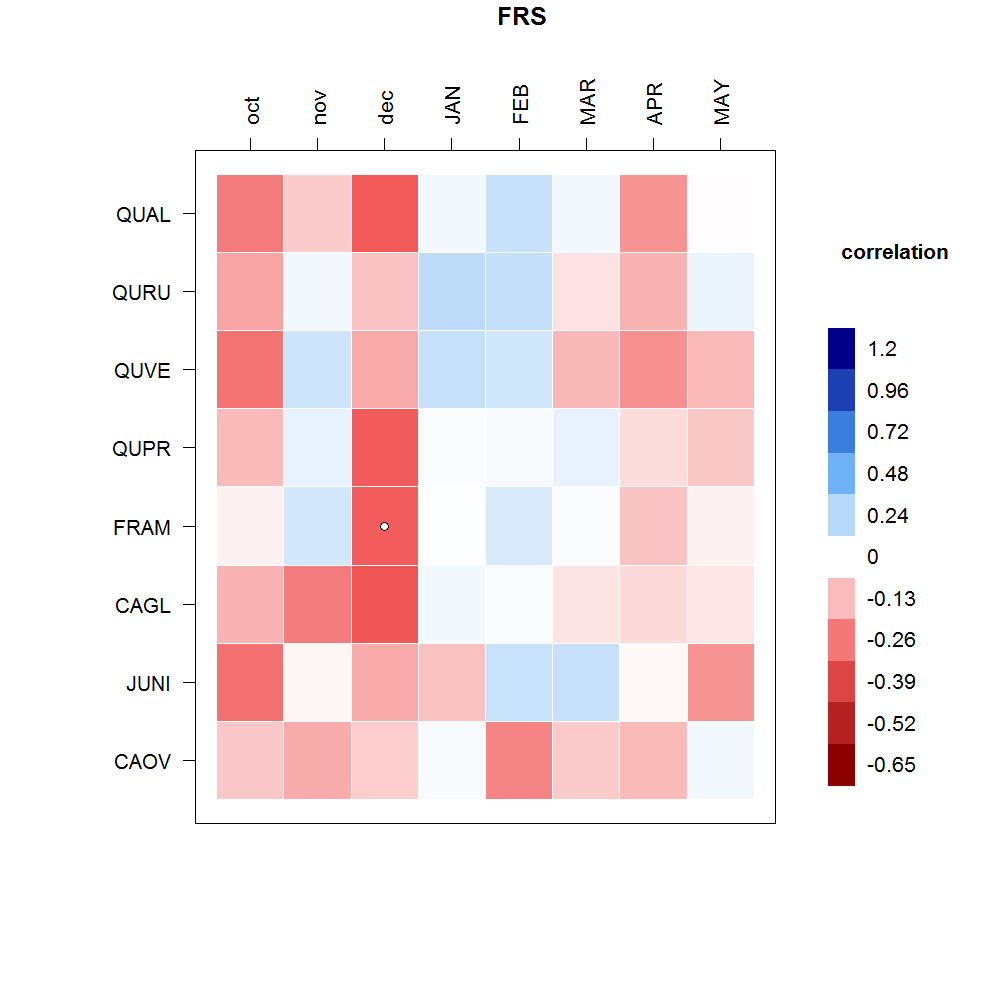 FRS
oct nov dec JAN FEB MAR APR MAY
QUAL
QURU
QUVE
QUPR
FRAM
CAGL
JUNI
CAOV
correlation
1.2
0.96
0.72
0.48
0.24
0
-0.13
-0.26
-0.39
-0.52
-0.65